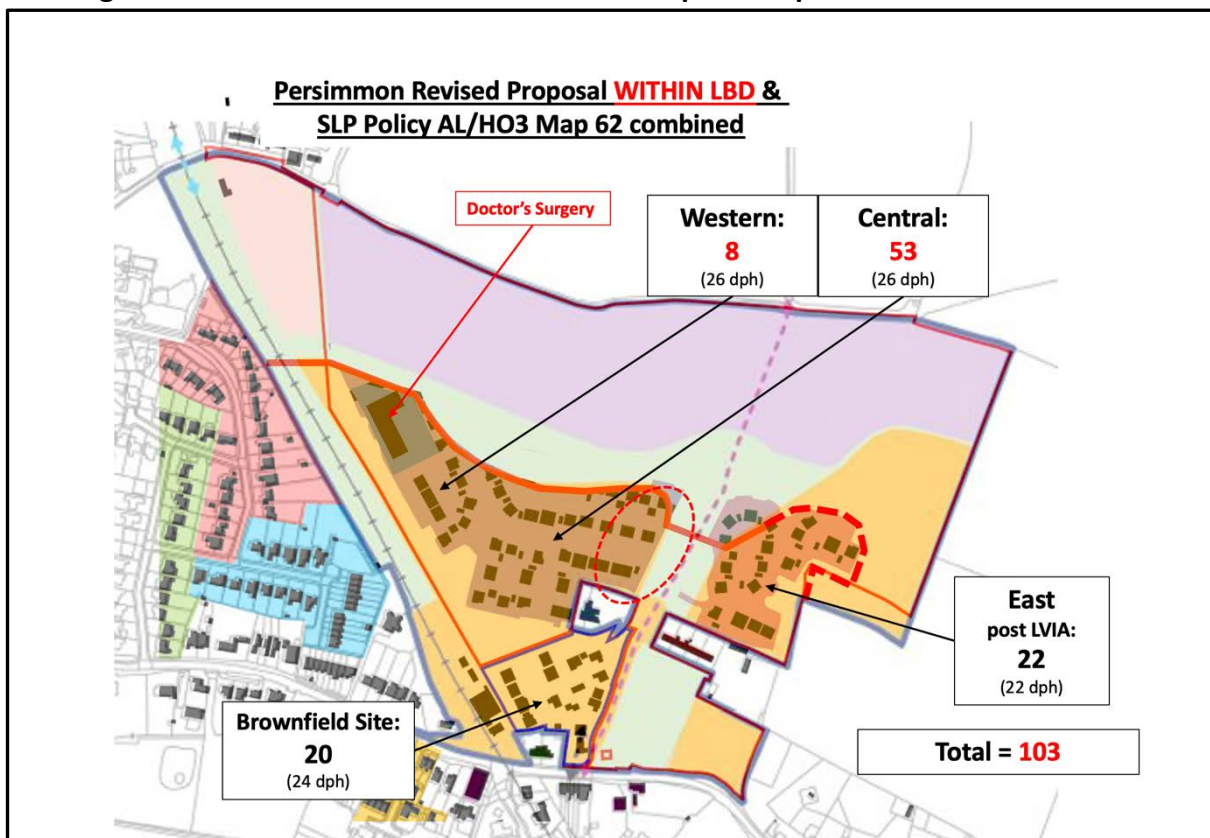 Persimmon Revised Proposal WITHIN LBD &
SLP Policy AL/HO3 Map 62 combined
Doctor's Surgery
Western:
8
(26 dph)
Central:
53
(26 dph)
East
post LVIA:
22
(22 dph)
Brownfield Site:
20
(24 dph)
Total = 103